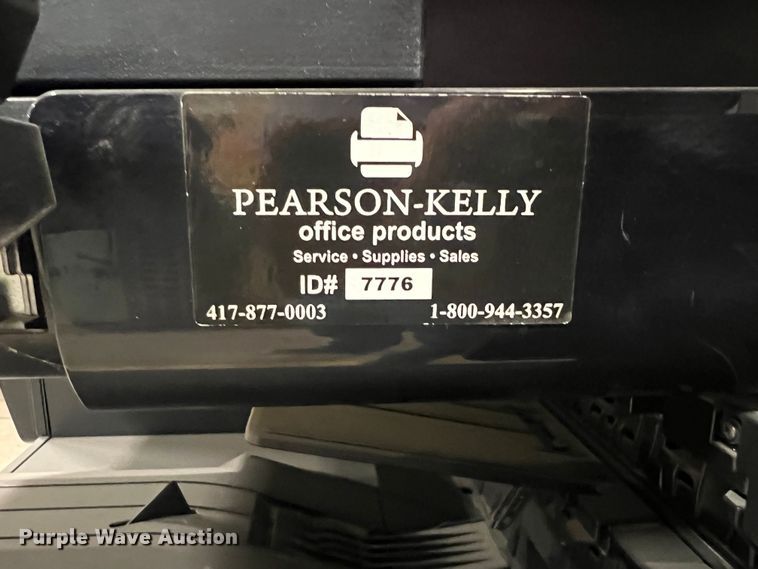 PEARSON-KELLY
office products
Service • Supplies • Sales
ID# 7776
417-877-0003 1-800-944-3357
Purple Wave Auction